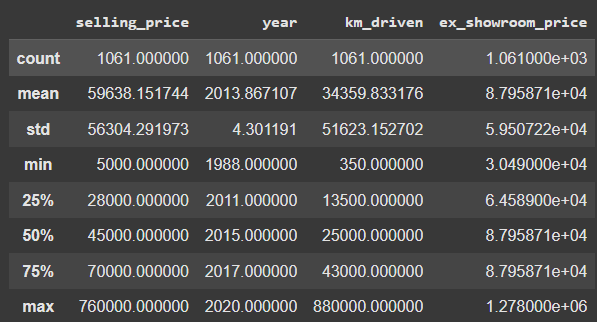 selling_price year km_driven ex_showroom_price
count 1061.000000 1061.000000 1061.000000 1.061000e+03
mean 59638.151744 2013.867107 34359.833176 8.795871e+04
std 56304.291973 4.301191 51623.152702 5.950722e+04
min 5000.000000 1988.000000 350.000000 3.049000e+04
25% 28000.000000 2011.000000 13500.000000 6.458900e+04
50% 45000.000000 2015.000000 25000.000000 8.795871e+04
75% 70000.000000 2017.000000 43000.000000 8.795871e+04
max 760000.000000 2020.000000 880000.000000 1.278000e+06